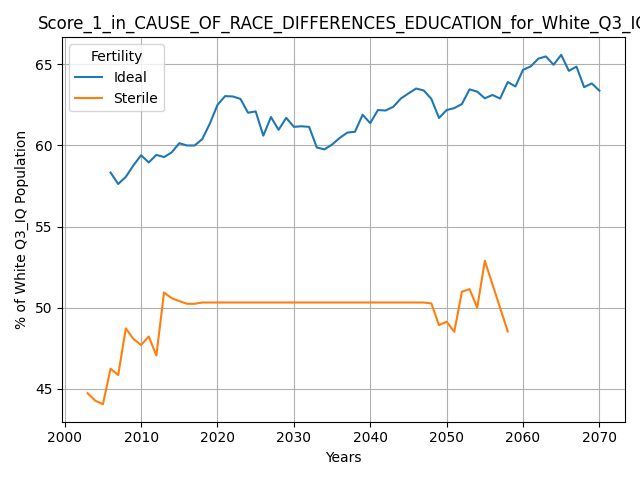 Score_1_in_CAUSE_OF_RACE_DIFFERENCES_EDUCATION_for_White_Q3_IQ
Fertility
Ideal
Sterile
% of White Q3_IQ Population
65
60
55
50
45
2000 2010 2020 2030 2040 2050 2060 2070
Years